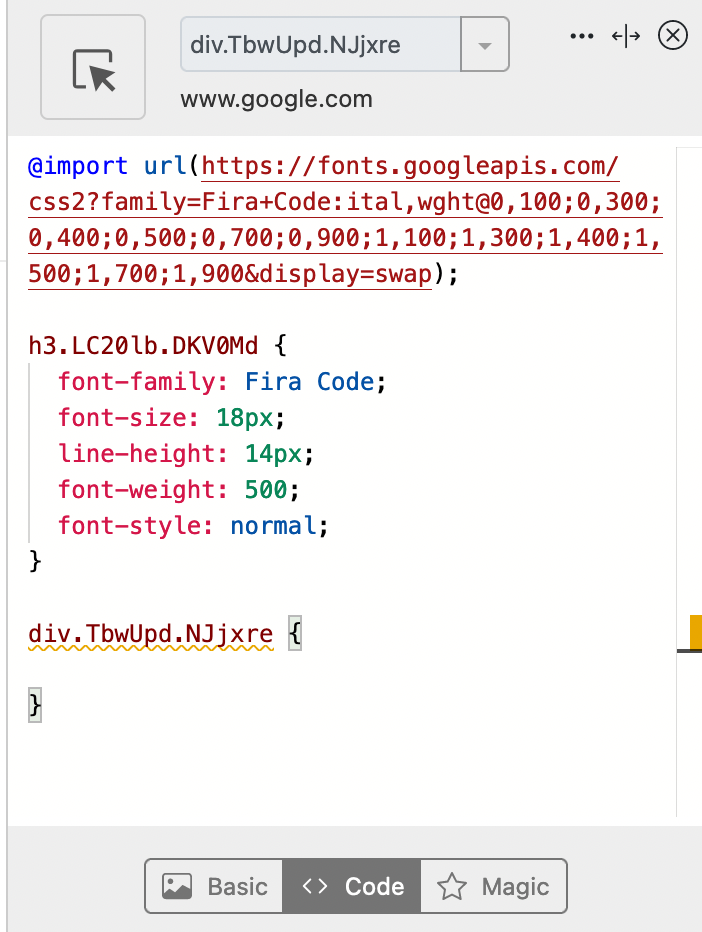 div.TbwUpd.NJjxre
www.google.com
@import url(https://fonts.googleapis.com/
css2?family=Fira+Code:ital,wght@0,100;0,300;
0,400;0,500;0,700;0,900;1,100;1,300;1,400;1,
500;1,700;1,900&display=swap);
h3.LC20lb.DKV0Md {
font-family: Fira Code;
font-size: 18px;
line-height: 14px;
font-weight: 500;
font-style: normal;
}
div.TbwUpd.NJjxre {
}
Basic <> Code Magic